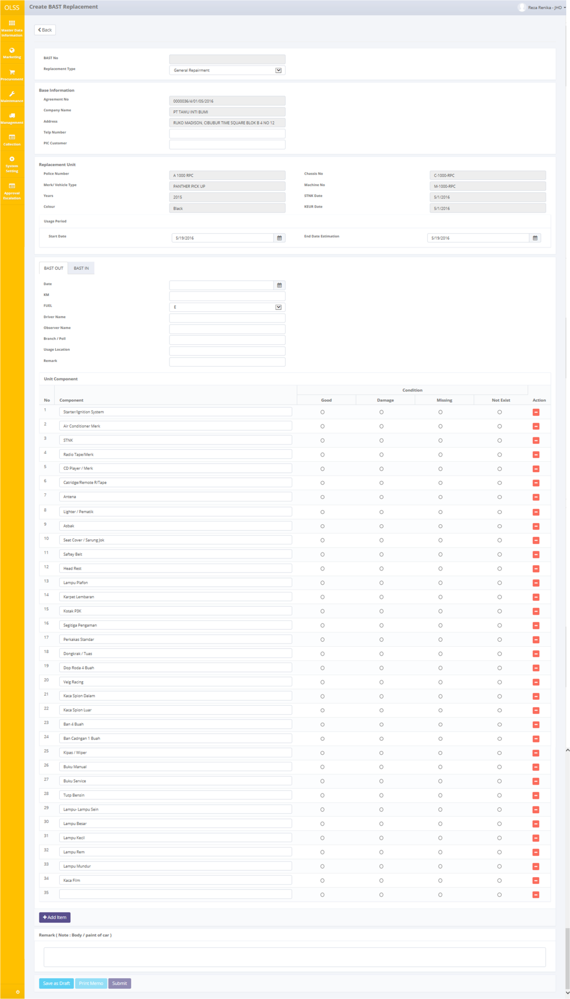 OLSS
Create BAST Replacement
Reza Renika - JHO
Master Data
Information
Marketing
Procurement
Maintenance
Management
Collection
System
Setting
Approval
Escalation
Back
BAST No
Replacement Type
General Repairment
Base Information
Agreement No
0000036/4/01/05/2016
Company Name
PT TAWU INTI BUMI
Address
RUKO MADISON, CIBUBUR TIME SQUARE BLOK B 4 NO 12
Telp Number
PIC Customer
Replacement Unit
Police Number
A 1000 RPC
Chassis No
C-1000-RPC
Merk/ Vehicle Type
PANTHER PICK UP
Machine No
M-1000-RPC
Years
2015
STNK Date
5/1/2016
Colour
Black
KEUR Date
5/1/2016
Usage Period
Start Date
5/19/2016
End Date Estimation
5/19/2016
BAST OUT
BAST IN
Date
KM
FUEL
E
Driver Name
Observer Name
Branch / Poll
Usage Location
Remark
Unit Component
Condition
No Component Good Damage Missing Not Exist Action
1 Starter/Ignition System
2 Air Conditioner Merk
3 STNK
4 Radio Tape/Merk
5 CD Player / Merk
6 Catridge/Remote R/Tape
7 Antena
8 Lighter / Pematik
9 Asbak
10 Seat Cover / Sarung Jok
11 Saftey Belt
12 Head Rest
13 Lampu Plafon
14 Karpet Lembaran
15 Kotak P3K
16 Segitiga Pengaman
17 Perkakas Standar
18 Dongkrak / Tuas
19 Dop Roda 4 Buah
20 Velg Racing
21 Kaca Spion Dalam
22 Kaca Spion Luar
23 Ban 4 Buah
24 Ban Cadngan 1 Buah
25 Kipas / Wiper
26 Buku Manual
27 Buku Service
28 Tutp Bensin
29 Lampu- Lampu Sein
30 Lampu Besar
31 Lampu Kecil
32 Lampu Rem
33 Lampu Mundur
34 Kaca Film
35
+ Add Item
Remark ( Note : Body / paint of car )
Save as Draft
Print Memo
Submit